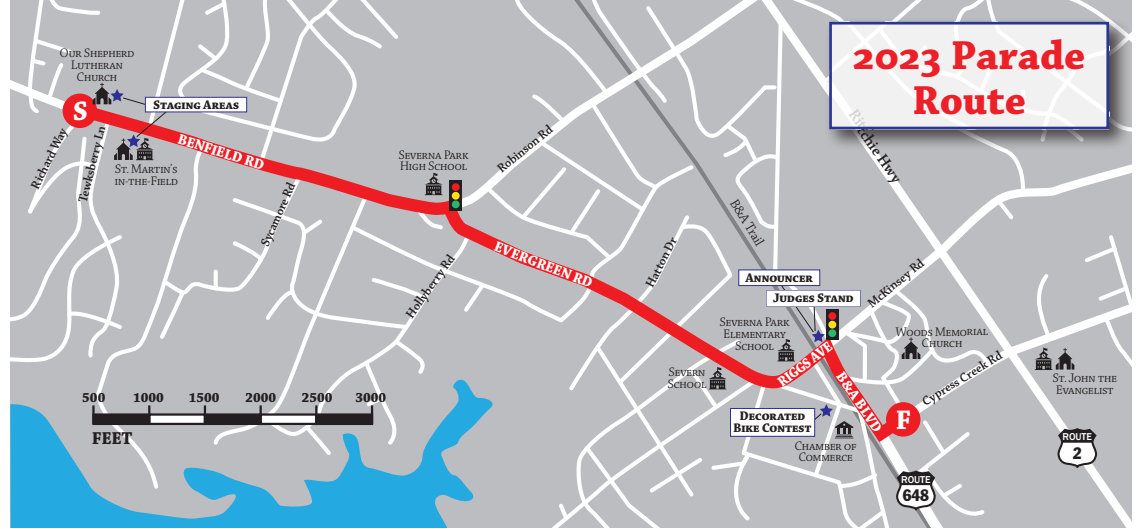 2023 Parade
Route
Our Shepherd
Lutheran
Church
S
Staging Areas
St. Martin's
in-the-Field
Richard Way
Tewksberry Ln
BENFIELD RD
Sycamore Rd
Severna Park
High School
Robinson Rd
Hollyberry Rd
EVERGREEN RD
Hatton Dr
B&A Trail
Ritchie Hwy
Announcer
Judges Stand
McKinsey Rd
Severna Park
Elementary
School
Severn
School
RIGGS AVE
Woods Memorial
Church
Cypress Creek Rd
St. John the
Evangelist
B&A BLVD
F
Decorated
Bike Contest
Chamber of
Commerce
500 1000 1500 2000 2500 3000
FEET
ROUTE
2
ROUTE
648